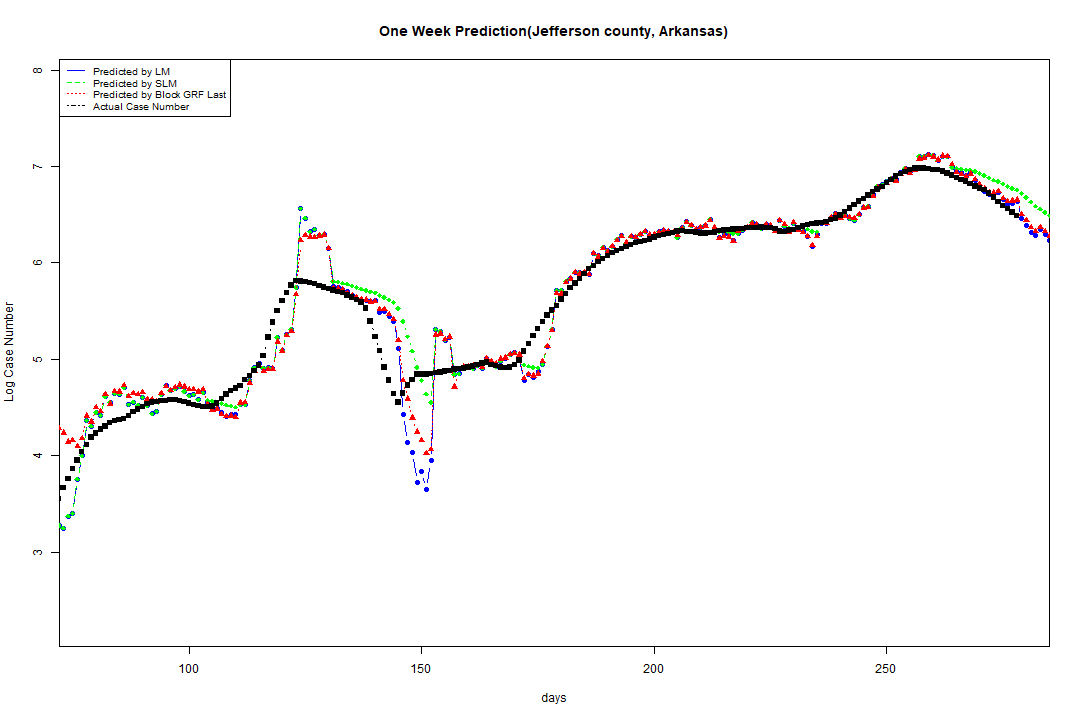 One Week Prediction(Jefferson county, Arkansas)
Predicted by LM
Predicted by SLM
Predicted by Block GRF Last
Actual Case Number
8
7
6
5
4
3
Log Case Number
100
150
200
250
days